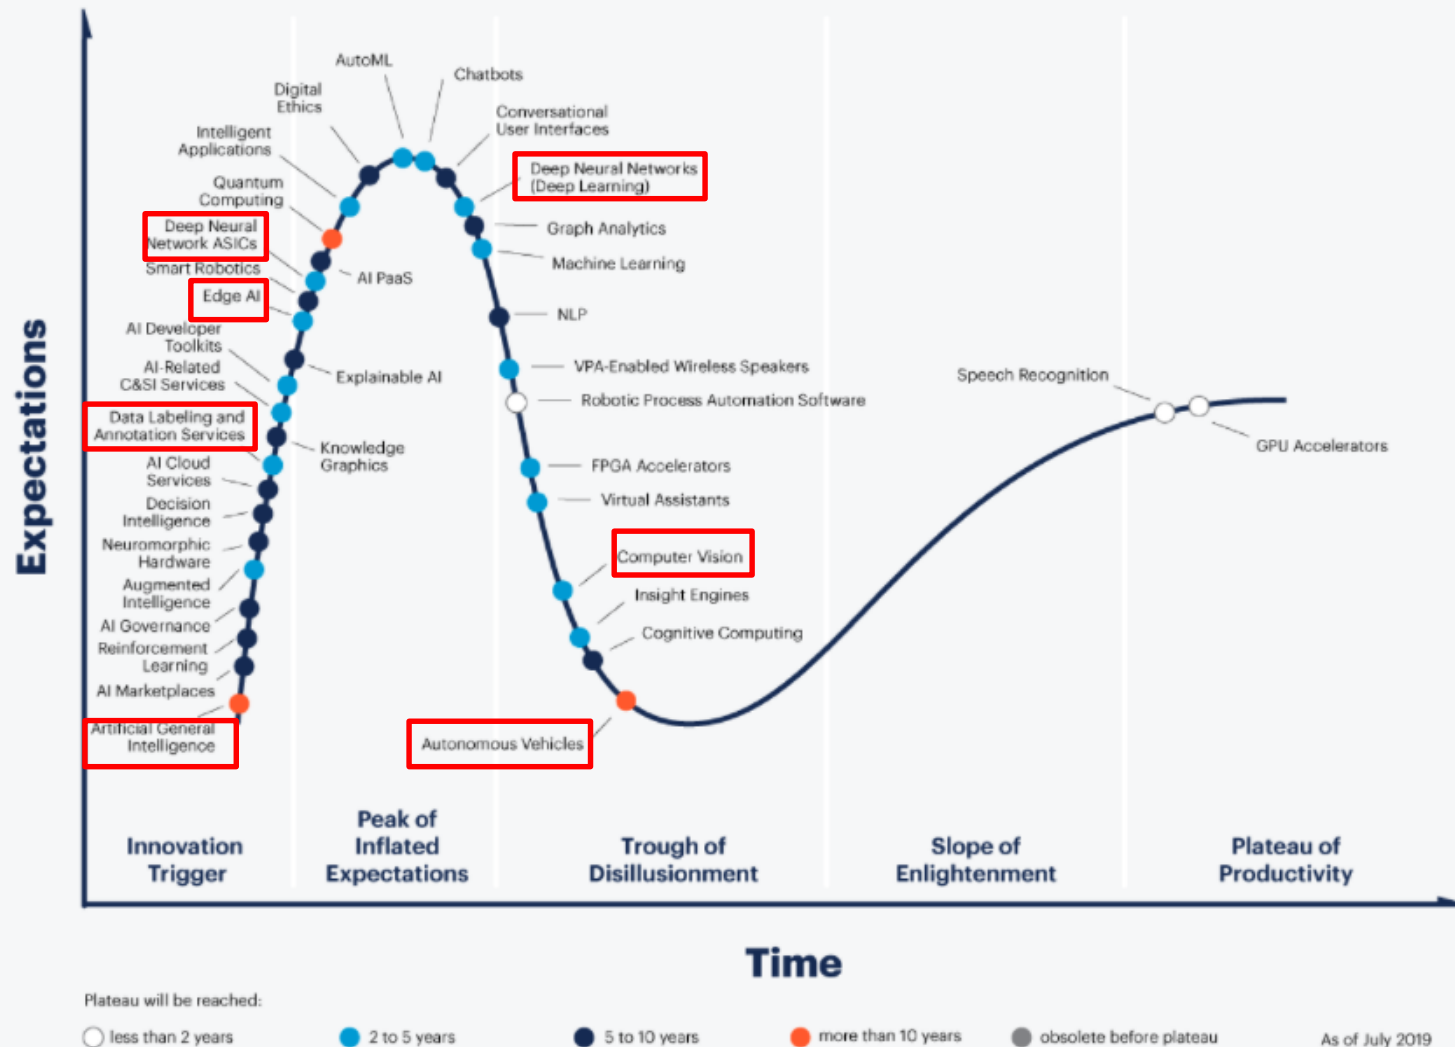 AutoML
Chatbots
Digital
Ethics
Conversational
User Interfaces
Intelligent
Applications
Deep Neural Networks
(Deep Learning)
Quantum
Computing
Graph Analytics
Deep Neural
Network ASICs
Machine Learning
Smart Robotics
AI PaaS
Edge AI
NLP
AI Developer
Toolkits
Explainable AI
VPA-Enabled Wireless Speakers
AI-Related
C&SI Services
Robotic Process Automation Software
Speech Recognition
GPU Accelerators
Data Labeling and
Annotation Services
Knowledge
Graphics
AI Cloud
Services
FPGA Accelerators
Decision
Intelligence
Virtual Assistants
Neuromorphic
Hardware
Computer Vision
Augmented
Intelligence
Insight Engines
AI Governance
Cognitive Computing
Reinforcement
Learning
AI Marketplaces
Artificial General
Intelligence
Autonomous Vehicles
Expectations
Innovation
Trigger
Peak of
Inflated
Expectations
Trough of
Disillusionment
Slope of
Enlightenment
Plateau of
Productivity
Time
Plateau will be reached:
less than 2 years
2 to 5 years
5 to 10 years
more than 10 years
obsolete before plateau
As of July 2019